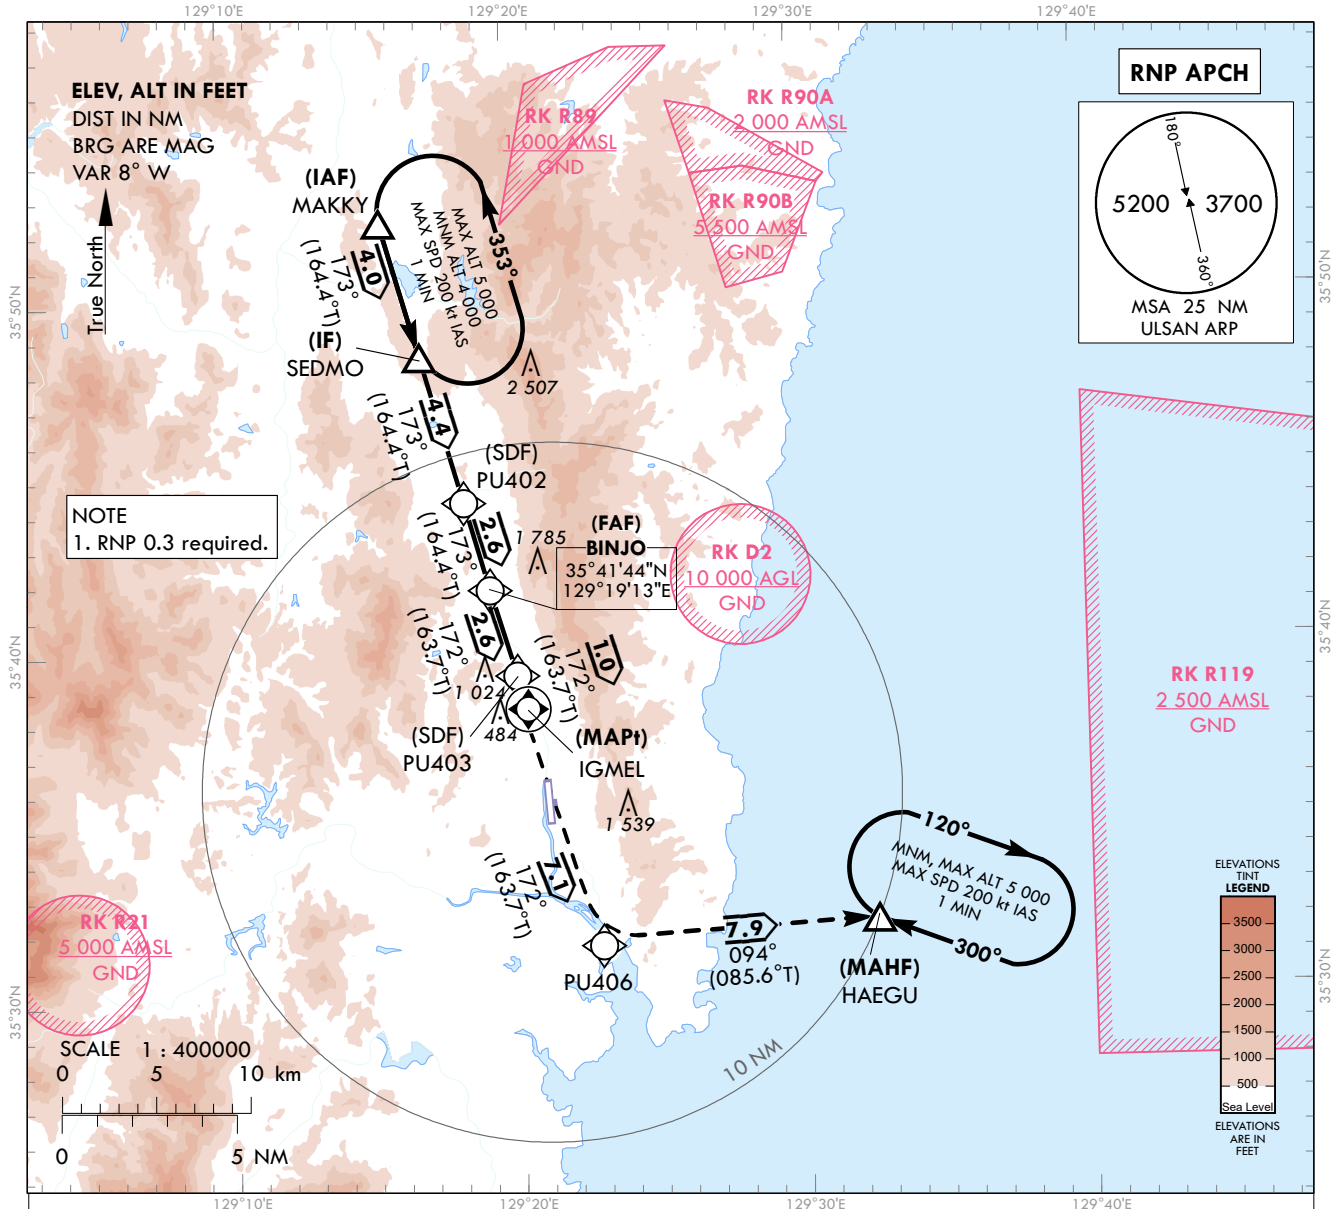 129°10'E
129°20'E
129°30'E
129°40'E
ELEV, ALT IN FEET
DIST IN NM
BRG ARE MAG
VAR 8° W
True North
RNP APCH
180°
5200
3700
360°
MSA 25 NM
ULSAN ARP
RK R89
1 000 AMSL
GND
RK R90A
2 000 AMSL
GND
RK R90B
5 500 AMSL
GND
(IAF)
MAKKY
4.0
173°
(164.4°T)
353°
MAX ALT 5 000
MNM ALT 4 000
MAX SPD 200 kt IAS
1 MIN
35°50'N
35°50'N
(IF)
SEDMO
2 507
4.4
173°
(164.4°T)
(SDF)
PU402
NOTE
1. RNP 0.3 required.
2.6
173°
(164.4°T)
1 785
(FAF)
BINJO
35°41'44"N
129°19'13"E
RK D2
10 000 AGL
GND
2.6
172°
(163.7°T)
1 024
1.0
172°
(163.7°T)
35°40'N
35°40'N
RK R119
2 500 AMSL
GND
484
(SDF)
PU403
(MAPt)
IGMEL
1 539
7.1
172°
(163.7°T)
120°
MNM, MAX ALT 5 000
MAX SPD 200 kt IAS
1 MIN
300°
7.9
094°
(085.6°T)
(MAHF)
HAEGU
PU406
RK R21
5 000 AMSL
GND
35°30'N
35°30'N
10 NM
SCALE 1 : 400000
0 5 10 km
0 5 NM
ELEVATIONS
TINT
LEGEND
3500
3000
2500
2000
1500
1000
500
Sea Level
ELEVATIONS
ARE IN
FEET
129°10'E
129°20'E
129°30'E
129°40'E